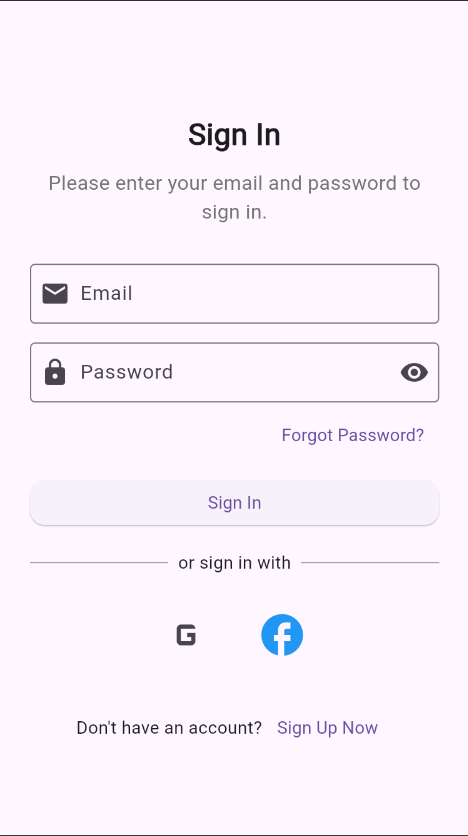 Sign In
Please enter your email and password to
sign in.
Email
Password
Forgot Password?
Sign In
or sign in with
G
Don't have an account? Sign Up Now